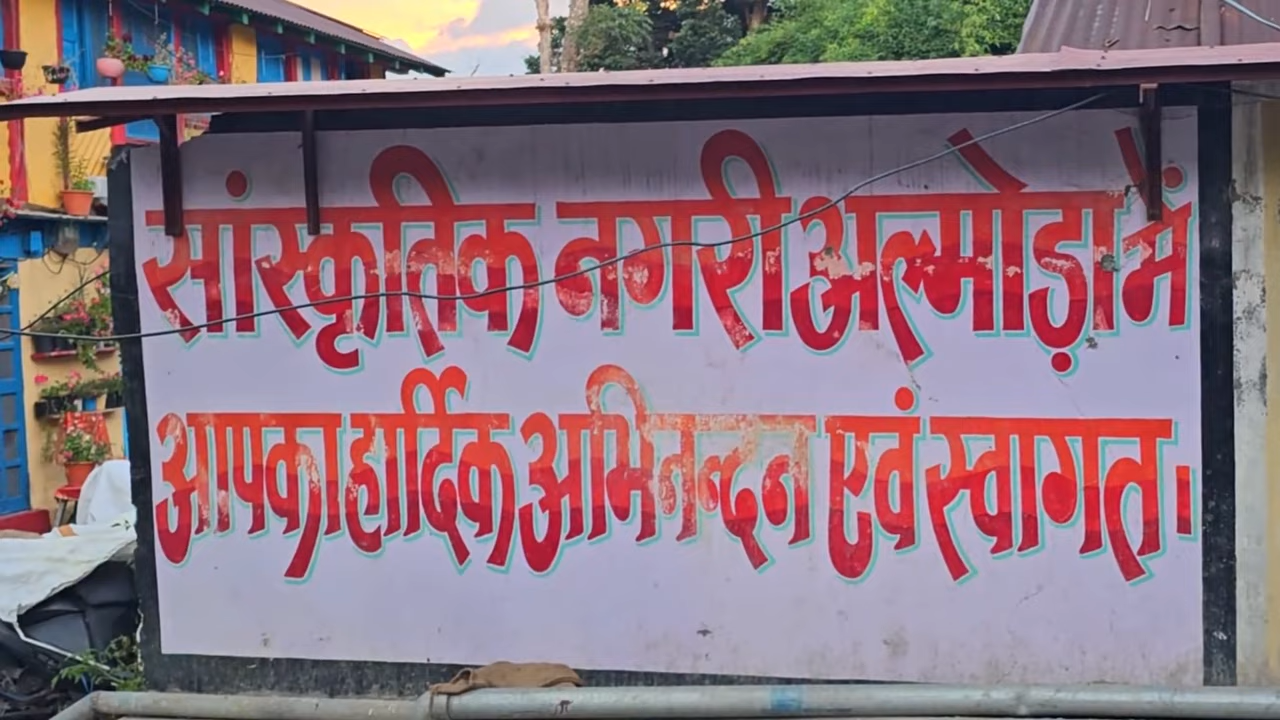 सांस्कृतिक नगरी अल्मोड़ा में
आपका हार्दिक अभिनन्दन एवं स्वागत।